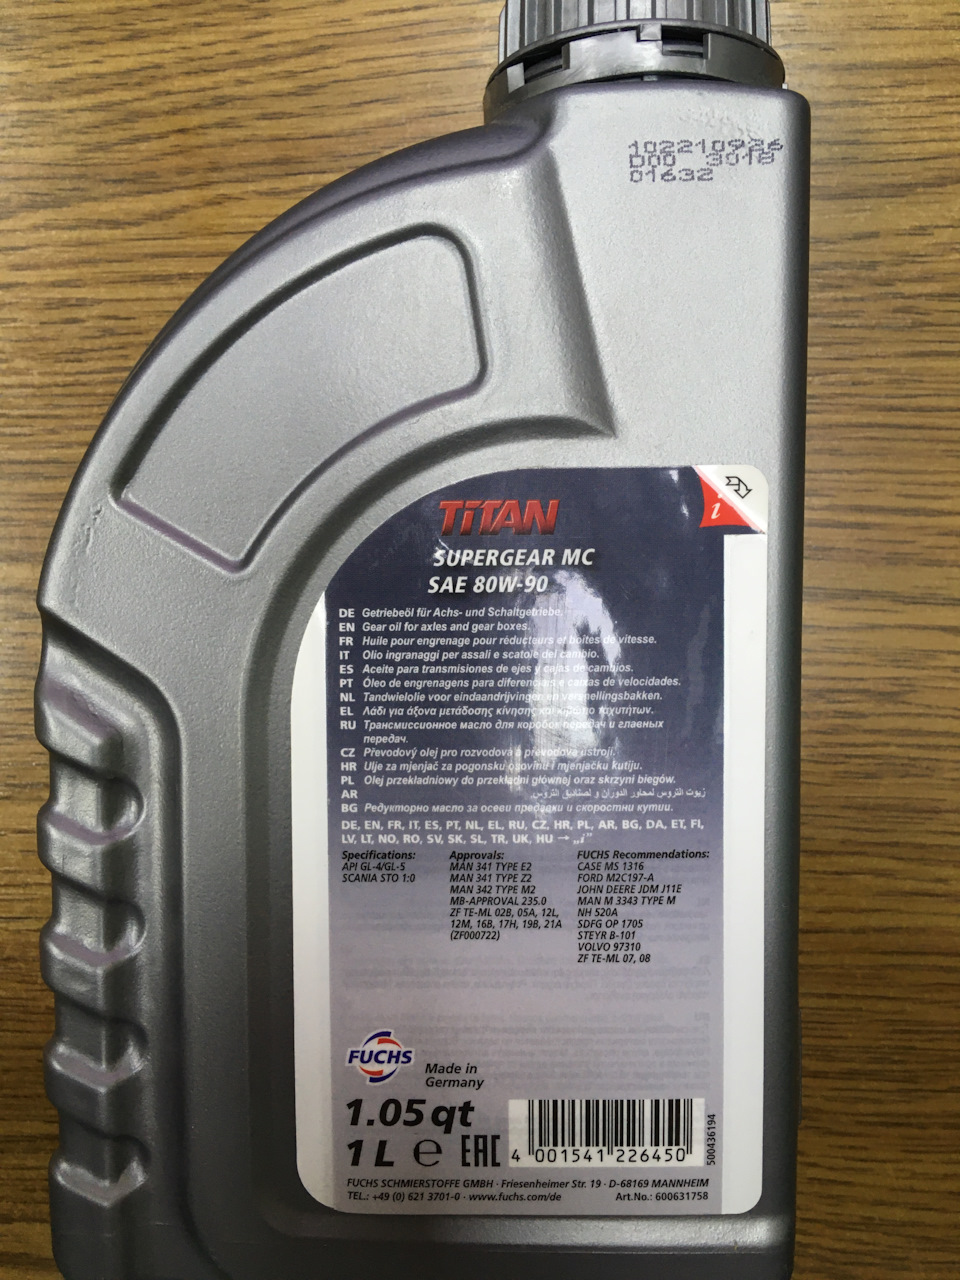 102210926
D00 3018
01632
TiTAN
SUPERGEAR MC
SAE 80W-90
DE Getriebeöl für Achs- und Schaltgetriebe.
EN Gear oil for axles and gear boxes.
FR Huile pour engrenage pour réducteurs et boîtes de vitesse.
IT Olio ingranaggi per assali e scatole del cambio.
ES Aceite para transmisiones de ejes y cajas de cambios.
PT Óleo de engrenagens para diferenciais e caixas de velocidades.
NL Tandwielolie voor eindaandrijvingen en versnellingsbakken.
EL Λάδι για άξονα μετάδοσης κίνησης και κιβώτιο ταχυτήτων.
RU Трансмиссионное масло для коробок передач и главных
передач.
CZ Převodový olej pro rozvodová a převodová ústrojí.
HR Ulje za mjenjač za pogonsku osovinu i mjenjačku kutiju.
PL Olej przekładniowy do przekładni głównej oraz skrzyni biegów.
AR زيوت التروس لمحاور الدوران و لصناديق التروس.
BG Редукторно масло за осеви предавки и скоростни кутии.
DE, EN, FR, IT, ES, PT, NL, EL, RU, CZ, HR, PL, AR, BG, DA, ET, FI,
LV, LT, NO, RO, SV, SK, SL, TR, UK, HU → „i"
Specifications:
API GL-4/GL-5
SCANIA STO 1:0
Approvals:
MAN 341 TYPE E2
MAN 341 TYPE Z2
MAN 342 TYPE M2
MB-APPROVAL 235.0
ZF TE-ML 02B, 05A, 12L,
12M, 16B, 17H, 19B, 21A
(ZF000722)
FUCHS Recommendations:
CASE MS 1316
FORD M2C197-A
JOHN DEERE JDM J11E
MAN M 3343 TYPE M
NH 520A
SDFG OP 1705
STEYR B-101
VOLVO 97310
ZF TE-ML 07, 08
i
FUCHS
Made in
Germany
1.05 qt
1 L e EAC
4 001541 226450
500436194
FUCHS SCHMIERSTOFFE GMBH · Friesenheimer Str. 19 · D-68169 MANNHEIM
TEL.: +49 (0) 621 3701-0 · www.fuchs.com/de Art.No.: 600631758